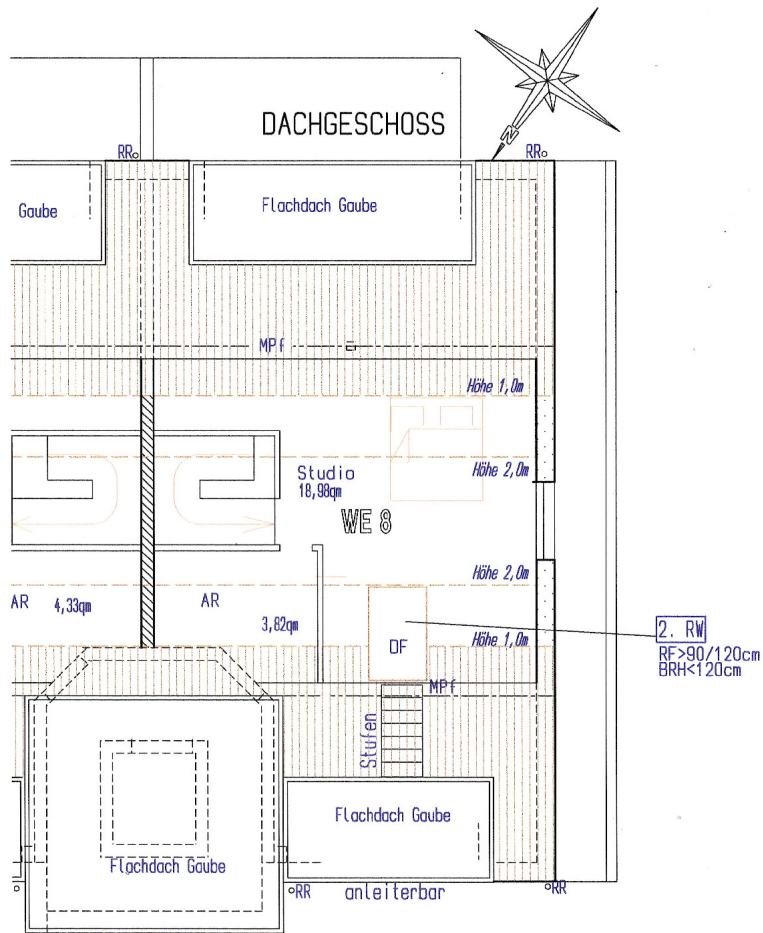 DACHGESCHOSS
N
RR
RR
Gaube
Flachdach Gaube
MPf
Höhe 1,0m
Studio
18,98qm
Höhe 2,0m
WE 8
Höhe 2,0m
AR 4,33qm
AR
3,82qm
DF
Höhe 1,0m
2. RW
RF>90/120cm
BRH<120cm
MPf
Stufen
Flachdach Gaube
Flachdach Gaube
RR
anleiterbar
RR